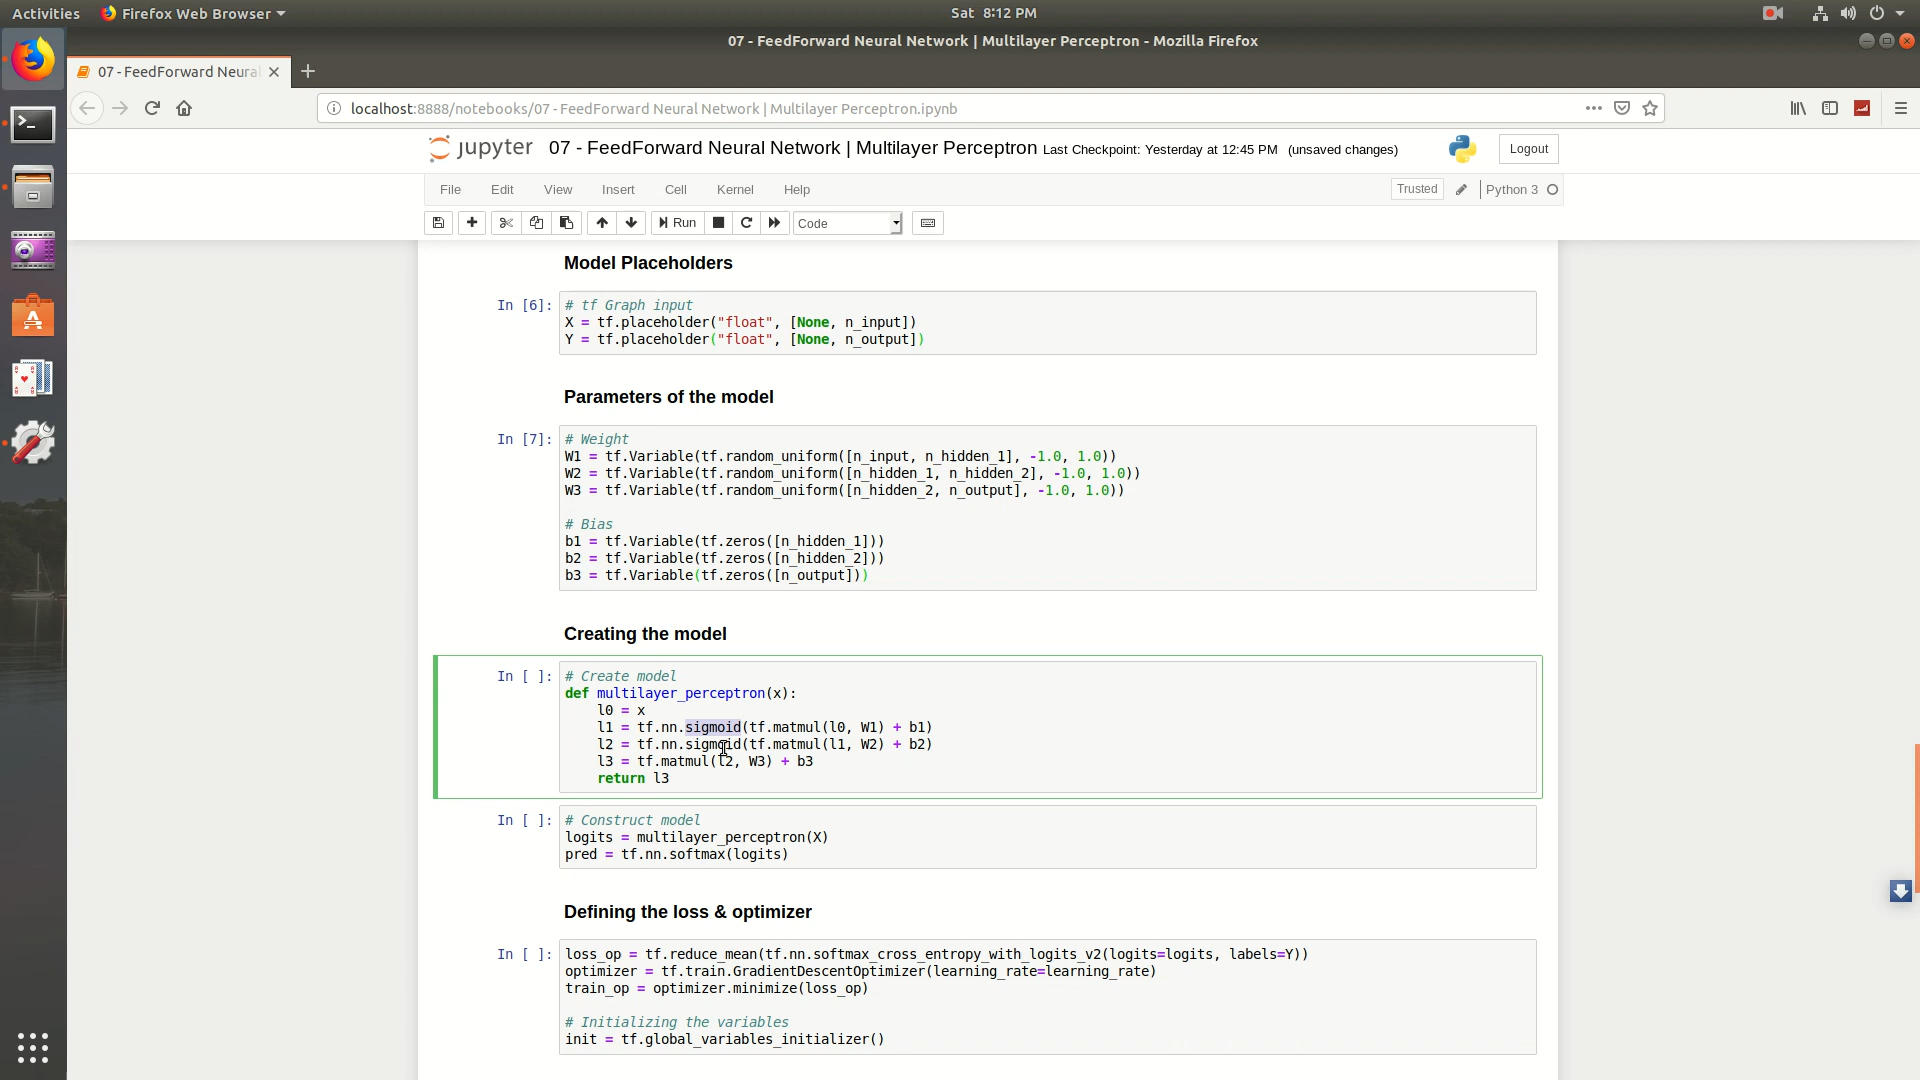 Activities Firefox Web Browser Sat 8:12 PM
07 - FeedForward Neural Network | Multilayer Perceptron - Mozilla Firefox
07 - FeedForward Neural
localhost:8888/notebooks/07 - FeedForward Neural Network | Multilayer Perceptron.ipynb
jupyter 07 - FeedForward Neural Network | Multilayer Perceptron Last Checkpoint: Yesterday at 12:45 PM (unsaved changes) Logout
File Edit View Insert Cell Kernel Help Trusted Python 3
Run Code
Model Placeholders
In [6]: # tf Graph input
X = tf.placeholder("float", [None, n_input])
Y = tf.placeholder("float", [None, n_output])
Parameters of the model
In [7]: # Weight
W1 = tf.Variable(tf.random_uniform([n_input, n_hidden_1], -1.0, 1.0))
W2 = tf.Variable(tf.random_uniform([n_hidden_1, n_hidden_2], -1.0, 1.0))
W3 = tf.Variable(tf.random_uniform([n_hidden_2, n_output], -1.0, 1.0))
# Bias
b1 = tf.Variable(tf.zeros([n_hidden_1]))
b2 = tf.Variable(tf.zeros([n_hidden_2]))
b3 = tf.Variable(tf.zeros([n_output]))
Creating the model
In [ ]: # Create model
def multilayer_perceptron(x):
l0 = x
l1 = tf.nn.sigmoid(tf.matmul(l0, W1) + b1)
l2 = tf.nn.sigmoid(tf.matmul(l1, W2) + b2)
l3 = tf.matmul(l2, W3) + b3
return l3
In [ ]: # Construct model
logits = multilayer_perceptron(X)
pred = tf.nn.softmax(logits)
Defining the loss & optimizer
In [ ]: loss_op = tf.reduce_mean(tf.nn.softmax_cross_entropy_with_logits_v2(logits=logits, labels=Y))
optimizer = tf.train.GradientDescentOptimizer(learning_rate=learning_rate)
train_op = optimizer.minimize(loss_op)
# Initializing the variables
init = tf.global_variables_initializer()